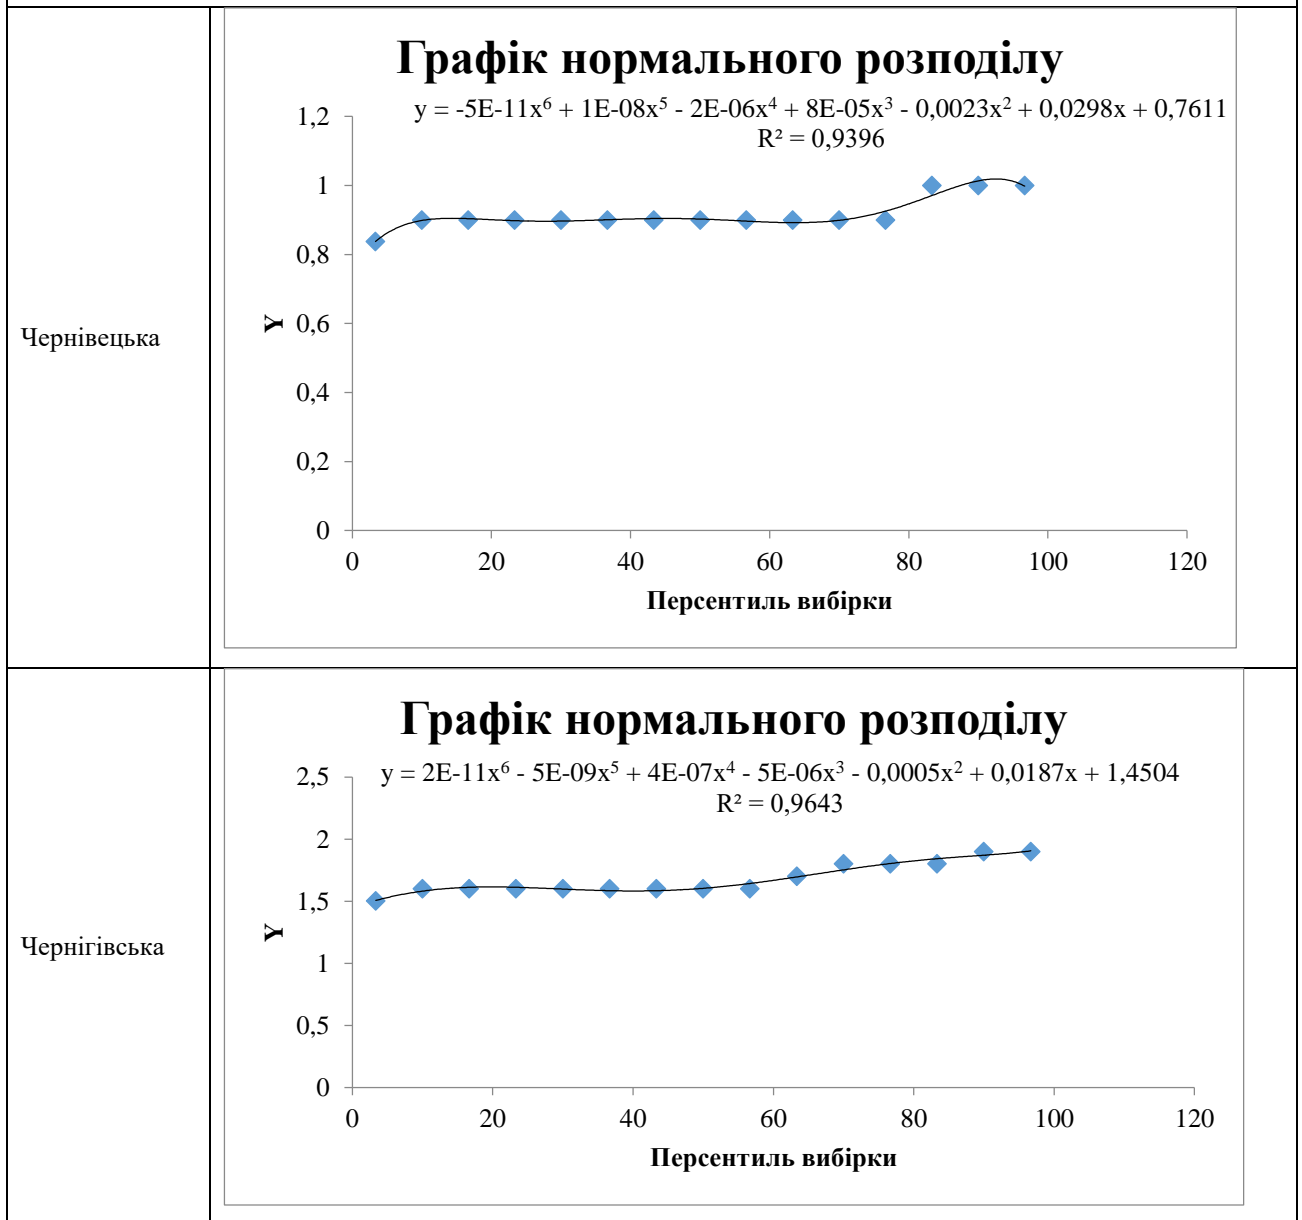 Чернівецька
Графік нормального розподілу
y = -5E-11x⁶ + 1E-08x⁵ - 2E-06x⁴ + 8E-05x³ - 0,0023x² + 0,0298x + 0,7611
R² = 0,9396
1,2
1
0,8
0,6
0,4
0,2
0
Y
0 20 40 60 80 100 120
Персентиль вибірки
Чернігівська
Графік нормального розподілу
y = 2E-11x⁶ - 5E-09x⁵ + 4E-07x⁴ - 5E-06x³ - 0,0005x² + 0,0187x + 1,4504
R² = 0,9643
2,5
2
1,5
1
0,5
0
Y
0 20 40 60 80 100 120
Персентиль вибірки